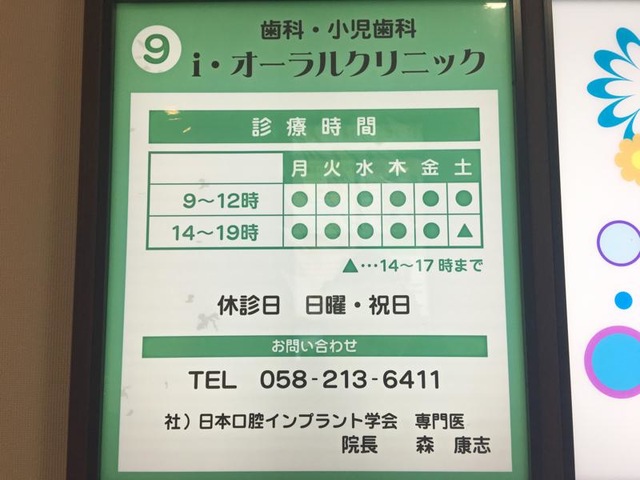 9
歯科・小児歯科
i・オーラルクリニック
診療時間
月 火 水 木 金 土
9～12時 ● ● ● ● ● ●
14～19時 ● ● ● ● ● ▲
▲…14～17時まで
休診日 日曜・祝日
お問い合わせ
TEL 058-213-6411
社）日本口腔インプラント学会 専門医
院長 森 康志